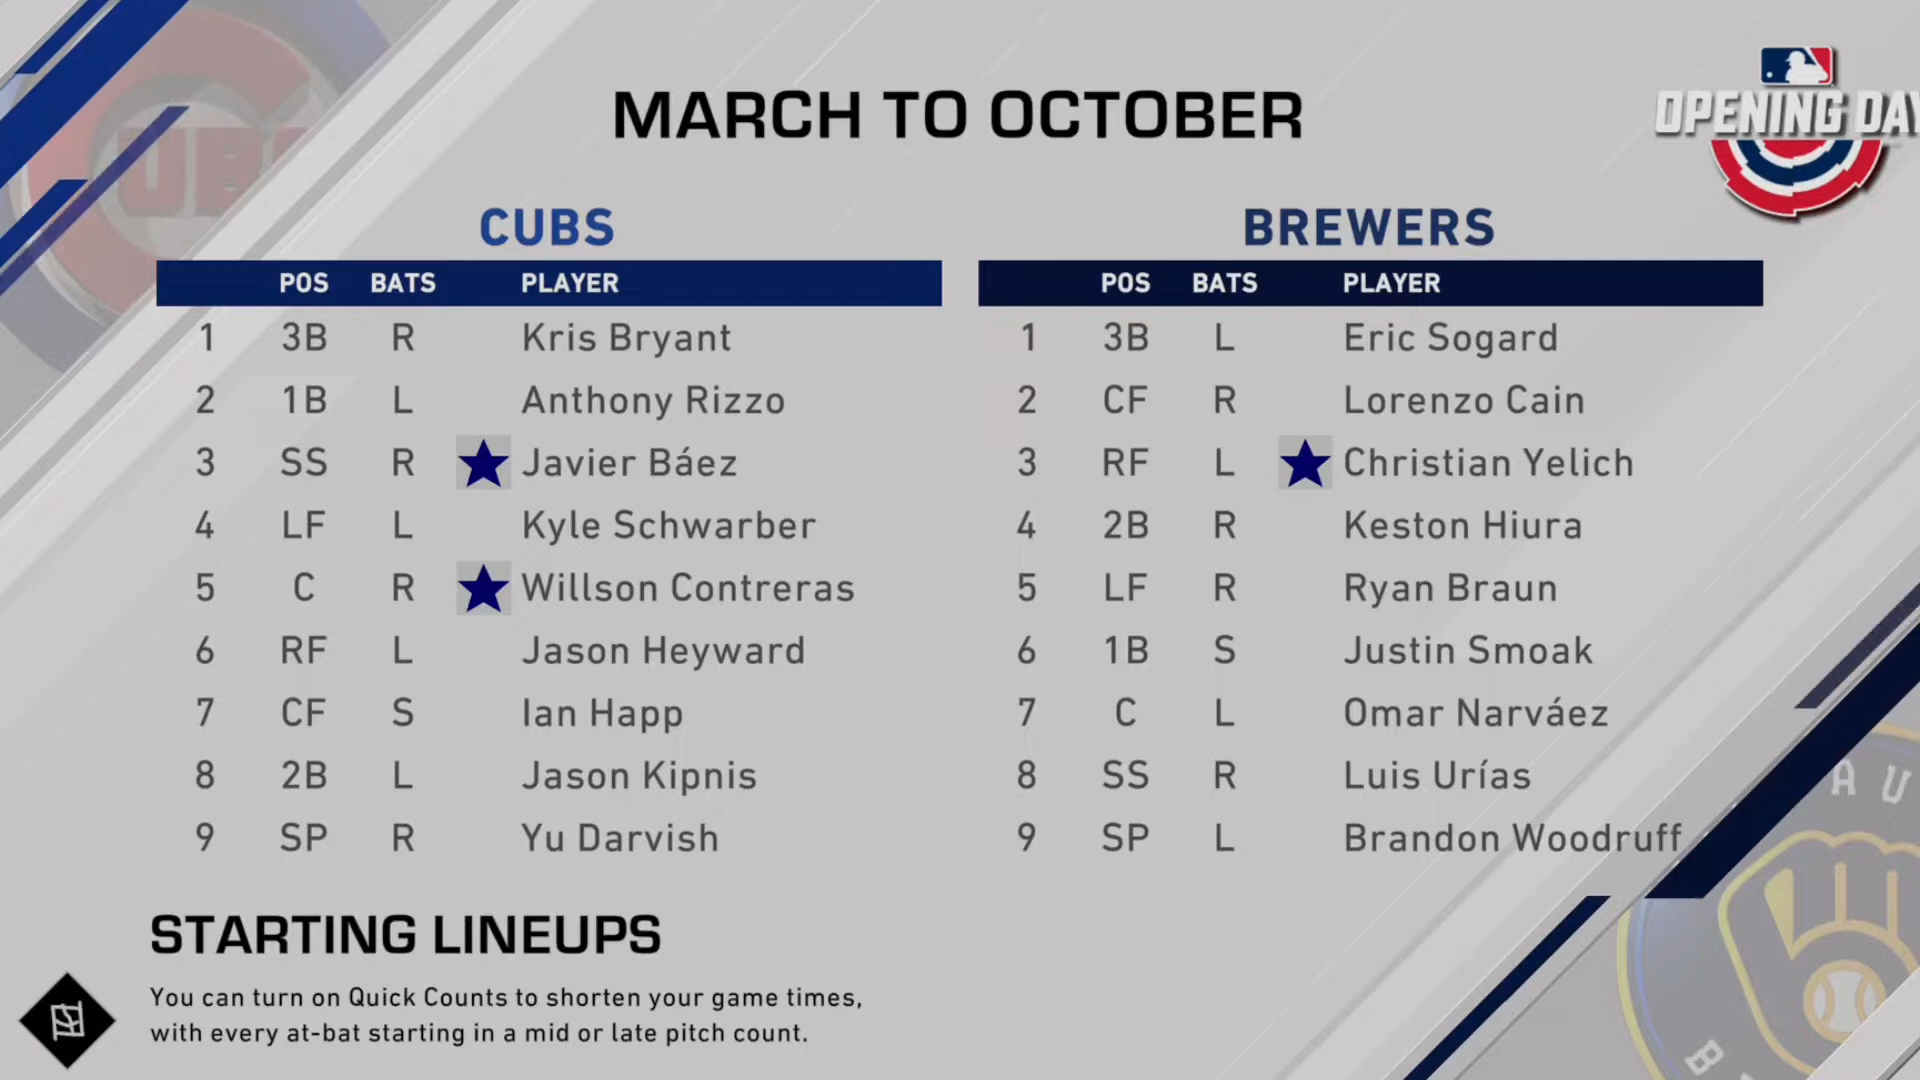 MARCH TO OCTOBER
OPENING DAY
CUBS
POS BATS PLAYER
1 3B R Kris Bryant
2 1B L Anthony Rizzo
3 SS R Javier Báez
4 LF L Kyle Schwarber
5 C R Willson Contreras
6 RF L Jason Heyward
7 CF S Ian Happ
8 2B L Jason Kipnis
9 SP R Yu Darvish
BREWERS
POS BATS PLAYER
1 3B L Eric Sogard
2 CF R Lorenzo Cain
3 RF L Christian Yelich
4 2B R Keston Hiura
5 LF R Ryan Braun
6 1B S Justin Smoak
7 C L Omar Narváez
8 SS R Luis Urías
9 SP L Brandon Woodruff
STARTING LINEUPS
You can turn on Quick Counts to shorten your game times,
with every at-bat starting in a mid or late pitch count.